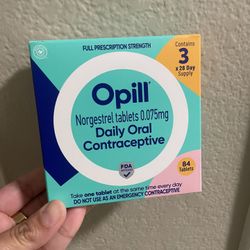 FULL PRESCRIPTION STRENGTH
Contains
3
x 28 Day
Supply
Opill
Norgestrel tablets 0.075mg
Daily Oral
Contraceptive
FDA
84
Tablets
Take one tablet at the same time every day
DO NOT USE AS AN EMERGENCY CONTRACEPTIVE